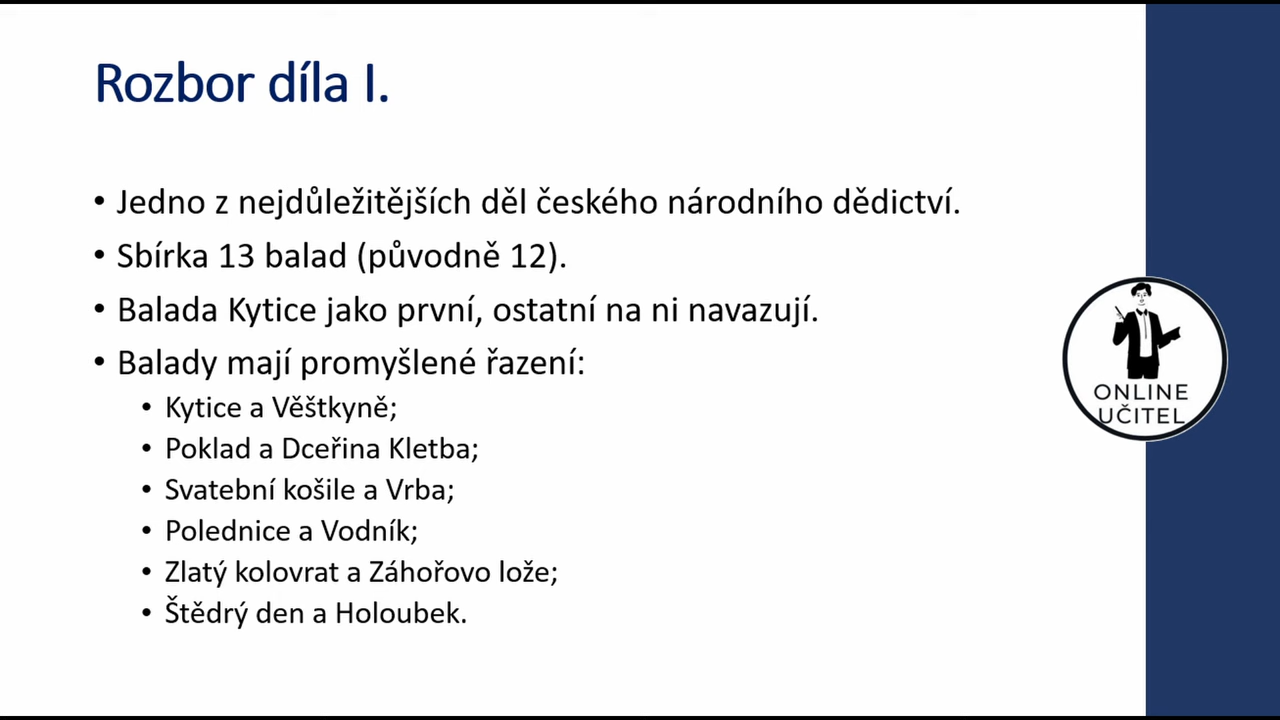 Rozbor díla I.
• Jedno z nejdůležitějších děl českého národního dědictví.
• Sbírka 13 balad (původně 12).
• Balada Kytice jako první, ostatní na ni navazují.
• Balady mají promyšlené řazení:
• Kytice a Věštkyně;
• Poklad a Dceřina Kletba;
• Svatební košile a Vrba;
• Polednice a Vodník;
• Zlatý kolovrat a Záhořovo lože;
• Štědrý den a Holoubek.
ONLINE
UČITEL